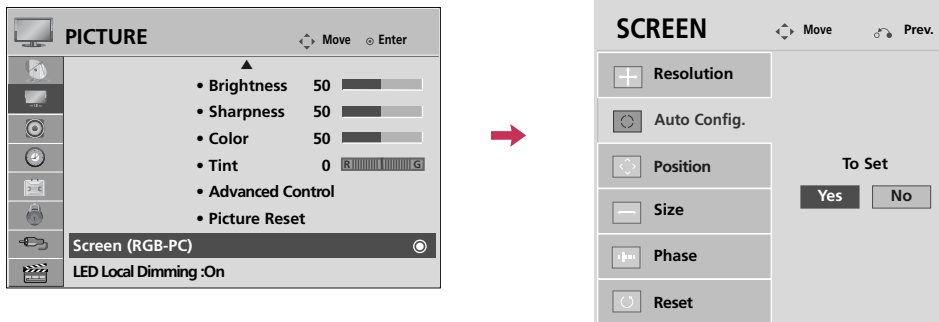 PICTURE
Move
Enter
• Brightness 50
• Sharpness 50
• Color 50
• Tint 0 R G
• Advanced Control
• Picture Reset
Screen (RGB-PC)
LED Local Dimming :On
SCREEN
Move
Prev.
Resolution
Auto Config.
Position
Size
Phase
Reset
To Set
Yes No